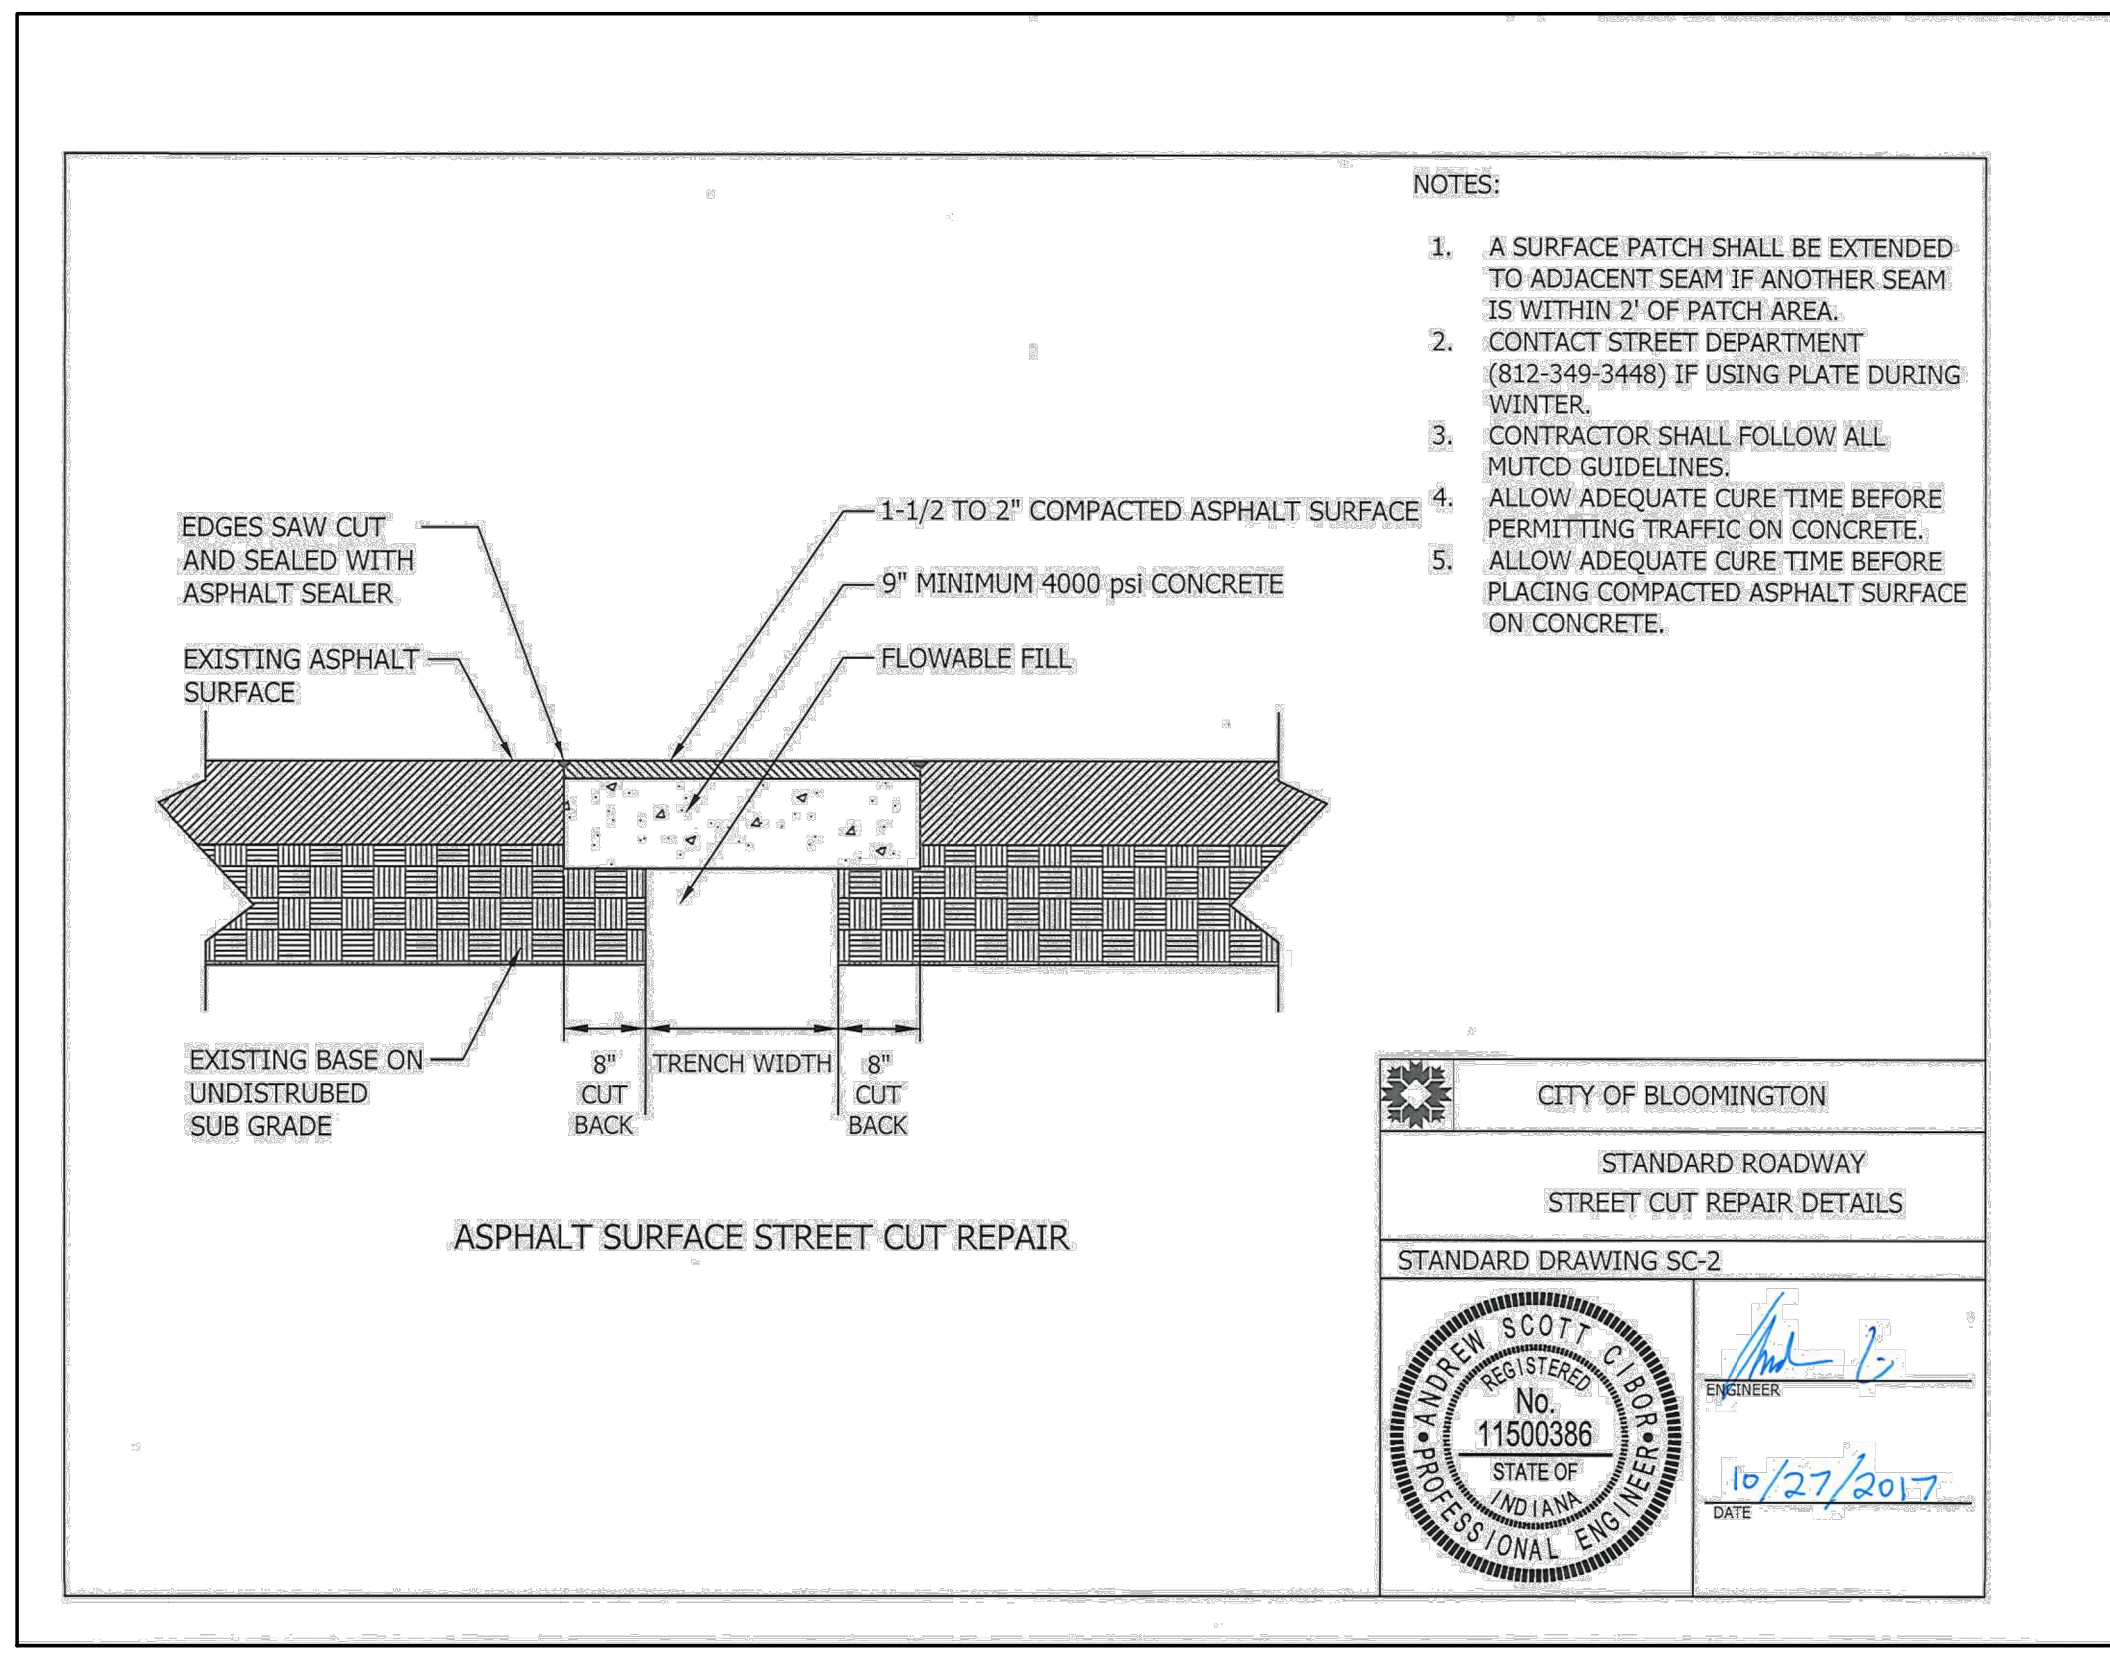 NOTES:
1. A SURFACE PATCH SHALL BE EXTENDED
TO ADJACENT SEAM IF ANOTHER SEAM
IS WITHIN 2' OF PATCH AREA.
2. CONTACT STREET DEPARTMENT
(812-349-3448) IF USING PLATE DURING
WINTER.
3. CONTRACTOR SHALL FOLLOW ALL
MUTCD GUIDELINES.
4. ALLOW ADEQUATE CURE TIME BEFORE
PERMITTING TRAFFIC ON CONCRETE.
5. ALLOW ADEQUATE CURE TIME BEFORE
PLACING COMPACTED ASPHALT SURFACE
ON CONCRETE.
EDGES SAW CUT
AND SEALED WITH
ASPHALT SEALER
EXISTING ASPHALT
SURFACE
1-1/2 TO 2" COMPACTED ASPHALT SURFACE
9" MINIMUM 4000 psi CONCRETE
FLOWABLE FILL
EXISTING BASE ON
UNDISTRUBED
SUB GRADE
8"
CUT
BACK
TRENCH WIDTH
8"
CUT
BACK
ASPHALT SURFACE STREET CUT REPAIR
CITY OF BLOOMINGTON
STANDARD ROADWAY
STREET CUT REPAIR DETAILS
STANDARD DRAWING SC-2
ANDREW SCOTT CIBOR
REGISTERED
No.
11500386
STATE OF
INDIANA
PROFESSIONAL ENGINEER
ENGINEER
10/27/2017
DATE